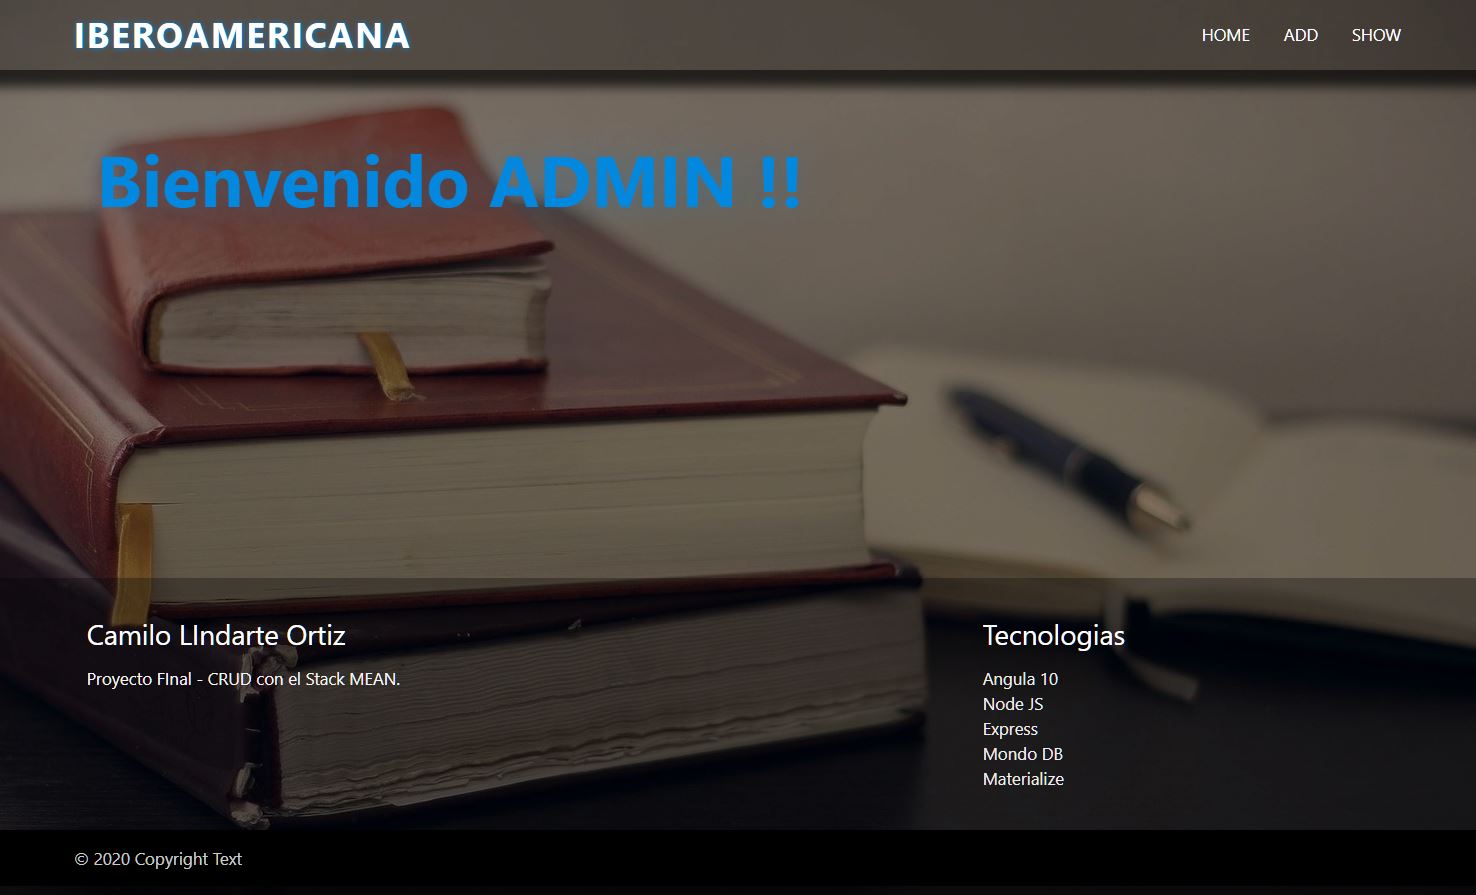 IBEROAMERICANA
HOME ADD SHOW
Bienvenido ADMIN !!
Camilo LIndarte Ortiz
Proyecto FInal - CRUD con el Stack MEAN.
Tecnologias
Angula 10
Node JS
Express
Mondo DB
Materialize
© 2020 Copyright Text